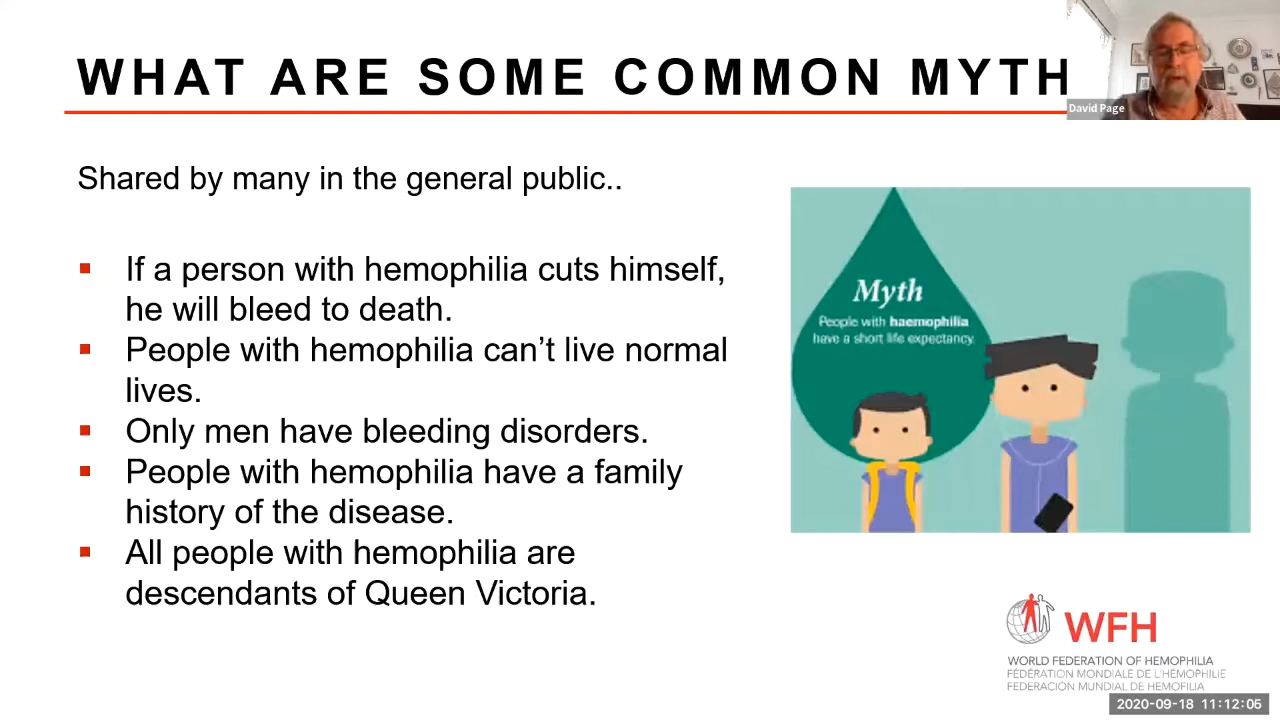 WHAT ARE SOME COMMON MYTH
David Page
Shared by many in the general public..
▪ If a person with hemophilia cuts himself,
he will bleed to death.
▪ People with hemophilia can’t live normal
lives.
▪ Only men have bleeding disorders.
▪ People with hemophilia have a family
history of the disease.
▪ All people with hemophilia are
descendants of Queen Victoria.
Myth
People with haemophilia
have a short life expectancy.
WFH
WORLD FEDERATION OF HEMOPHILIA
FÉDÉRATION MONDIALE DE L'HÉMOPHILIE
FEDERACIÓN MUNDIAL DE HEMOFILIA
2020-09-18 11:12:05